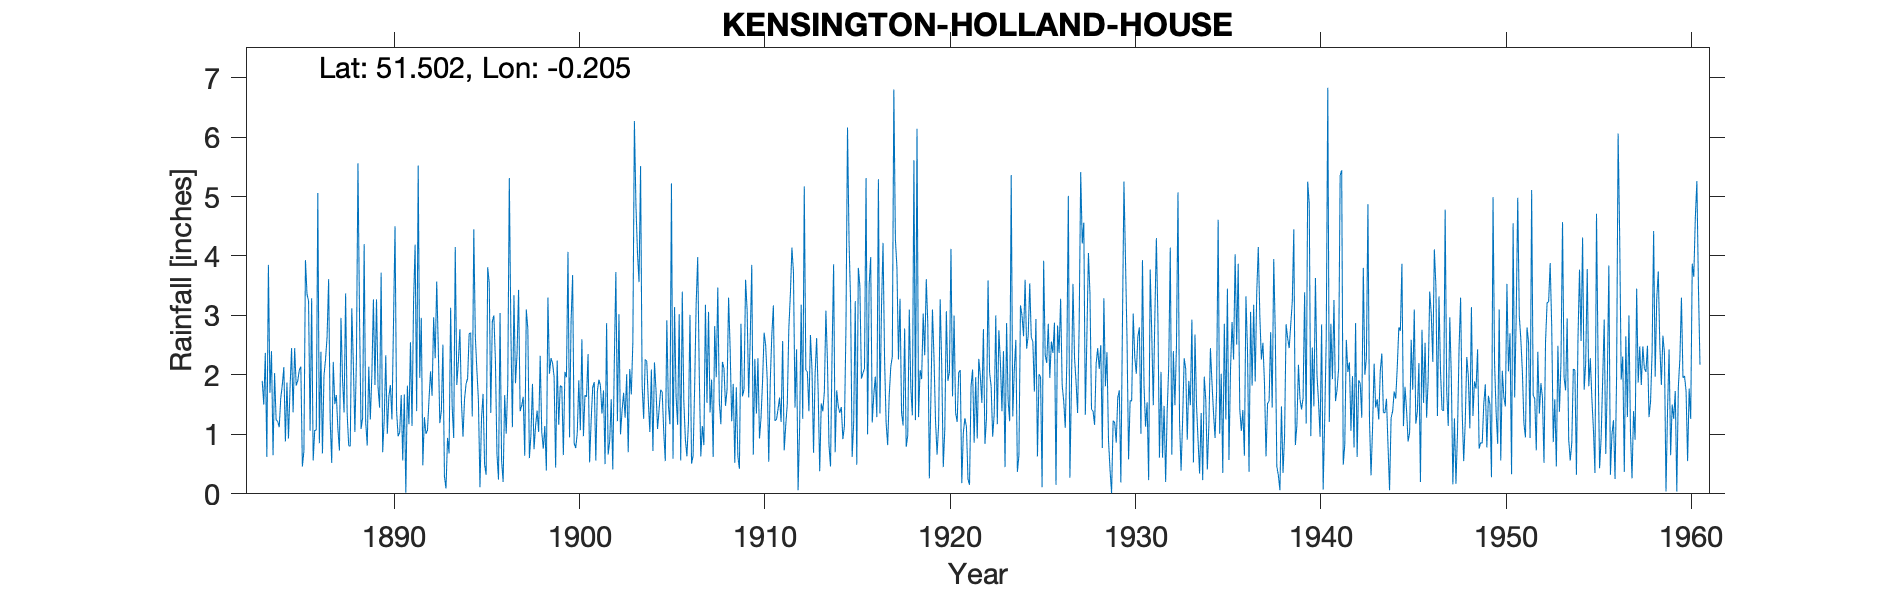 KENSINGTON-HOLLAND-HOUSE
Lat: 51.502, Lon: -0.205
Rainfall [inches]
7
6
5
4
3
2
1
0
1890 1900 1910 1920 1930 1940 1950 1960
Year